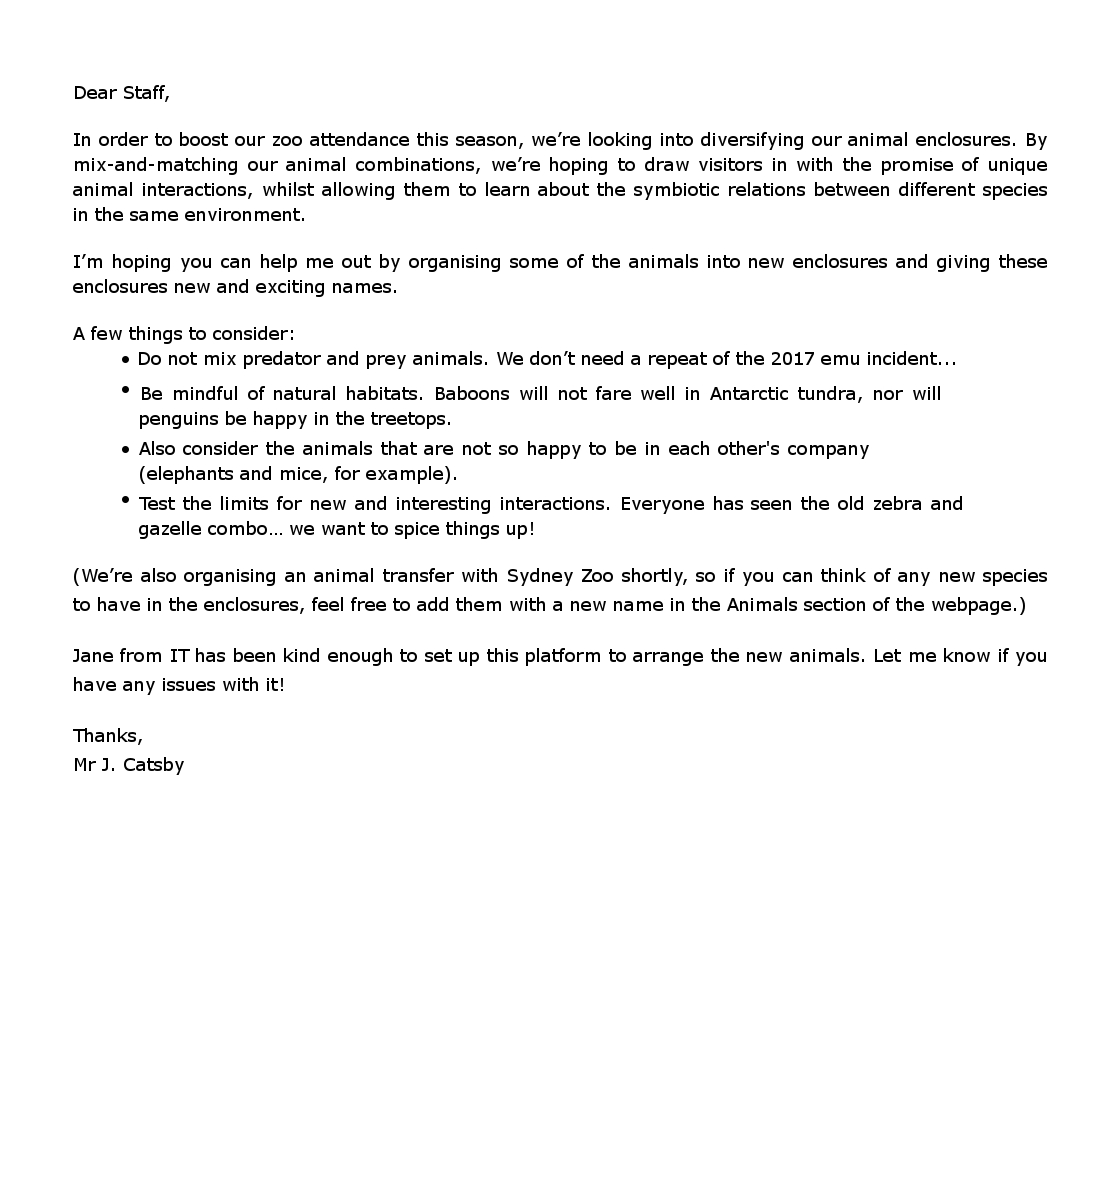 Dear Staff,
In order to boost our zoo attendance this season, we’re looking into diversifying our animal enclosures. By
mix-and-matching our animal combinations, we’re hoping to draw visitors in with the promise of unique
animal interactions, whilst allowing them to learn about the symbiotic relations between different species
in the same environment.
I’m hoping you can help me out by organising some of the animals into new enclosures and giving these
enclosures new and exciting names.
A few things to consider:
• Do not mix predator and prey animals. We don’t need a repeat of the 2017 emu incident…
• Be mindful of natural habitats. Baboons will not fare well in Antarctic tundra, nor will
penguins be happy in the treetops.
• Also consider the animals that are not so happy to be in each other's company
(elephants and mice, for example).
• Test the limits for new and interesting interactions. Everyone has seen the old zebra and
gazelle combo... we want to spice things up!
(We’re also organising an animal transfer with Sydney Zoo shortly, so if you can think of any new species
to have in the enclosures, feel free to add them with a new name in the Animals section of the webpage.)
Jane from IT has been kind enough to set up this platform to arrange the new animals. Let me know if you
have any issues with it!
Thanks,
Mr J. Catsby